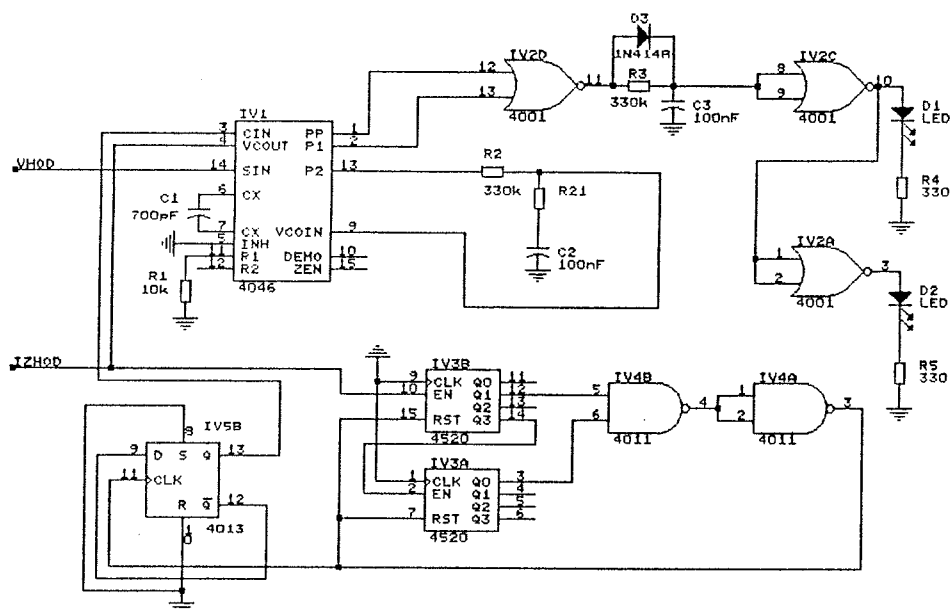 D3
1N414A
IV2D
12
13
11
R3
330k
4001
C3
100nF
IV2C
8
9
10
4001
D1
LED
R4
330
IV1
3 CIN PP 1
4 VCOUT P1 2
VHOD
14 SIN P2 13
C1
700pF
6 CX
7 CX VCOIN 9
5 INH
11 R1 DEMO 10
12 R2 ZEN 15
4046
R1
10k
R2
330k
R21
C2
100nF
IV2A
1
2
3
4001
D2
LED
R5
330
IZHOD
IV3B
9 CLK Q0 11
10 EN Q1 12
Q2 13
15 RST Q3 14
4520
IV4B
5
6
4
4011
IV4A
1
2
3
4011
IV5B
8
9 D S Q 13
11 CLK
R Q 12
10
4013
IV3A
1 CLK Q0 3
2 EN Q1 4
Q2 5
7 RST Q3 6
4520